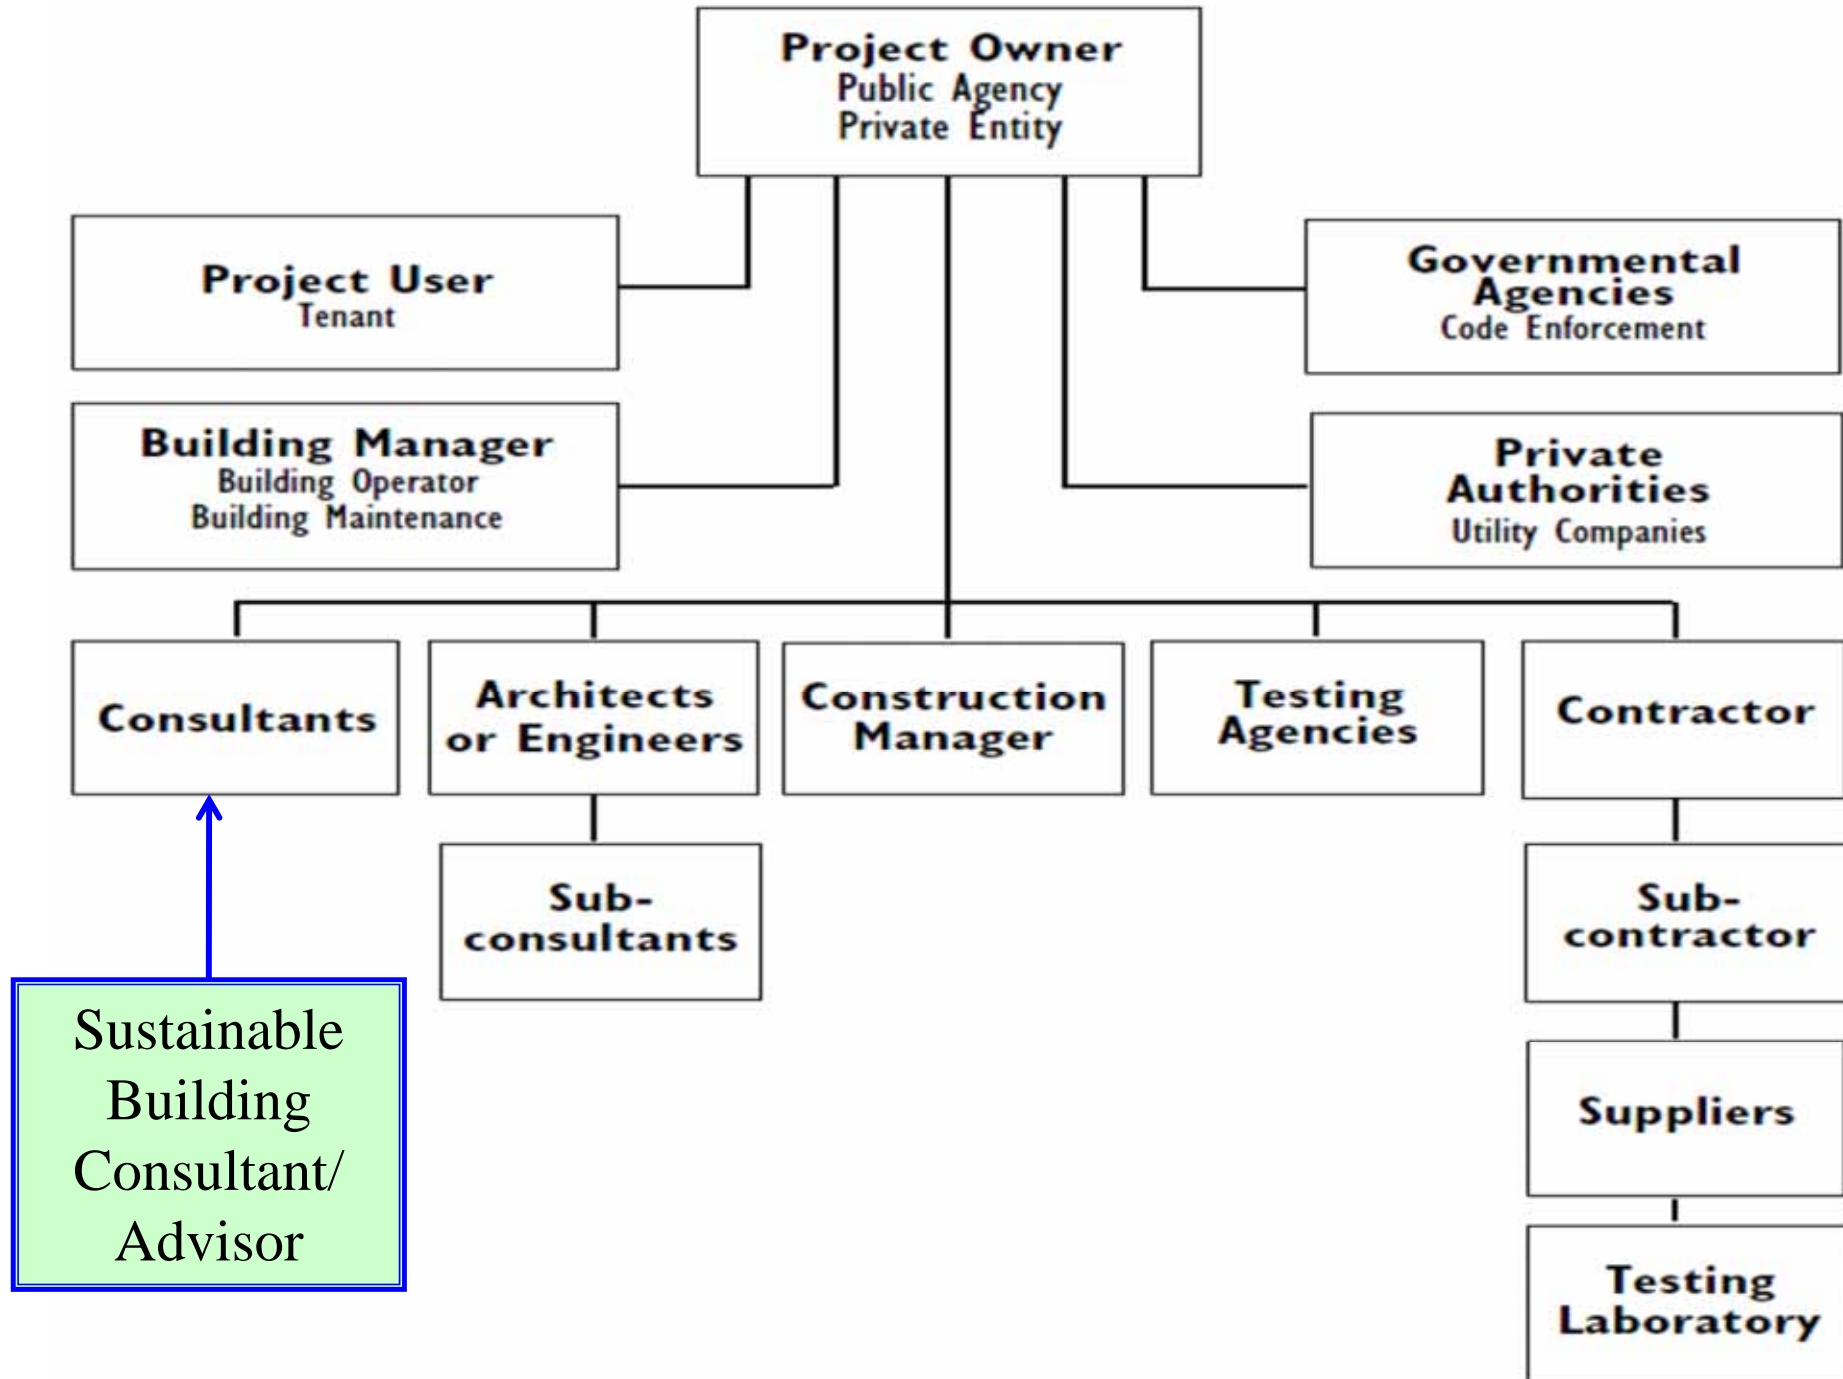 Project Owner
Public Agency
Private Entity
Project User
Tenant
Governmental
Agencies
Code Enforcement
Building Manager
Building Operator
Building Maintenance
Private
Authorities
Utility Companies
Consultants
Architects
or Engineers
Construction
Manager
Testing
Agencies
Contractor
Sub-
consultants
Sub-
contractor
Sustainable
Building
Consultant/
Advisor
Suppliers
Testing
Laboratory